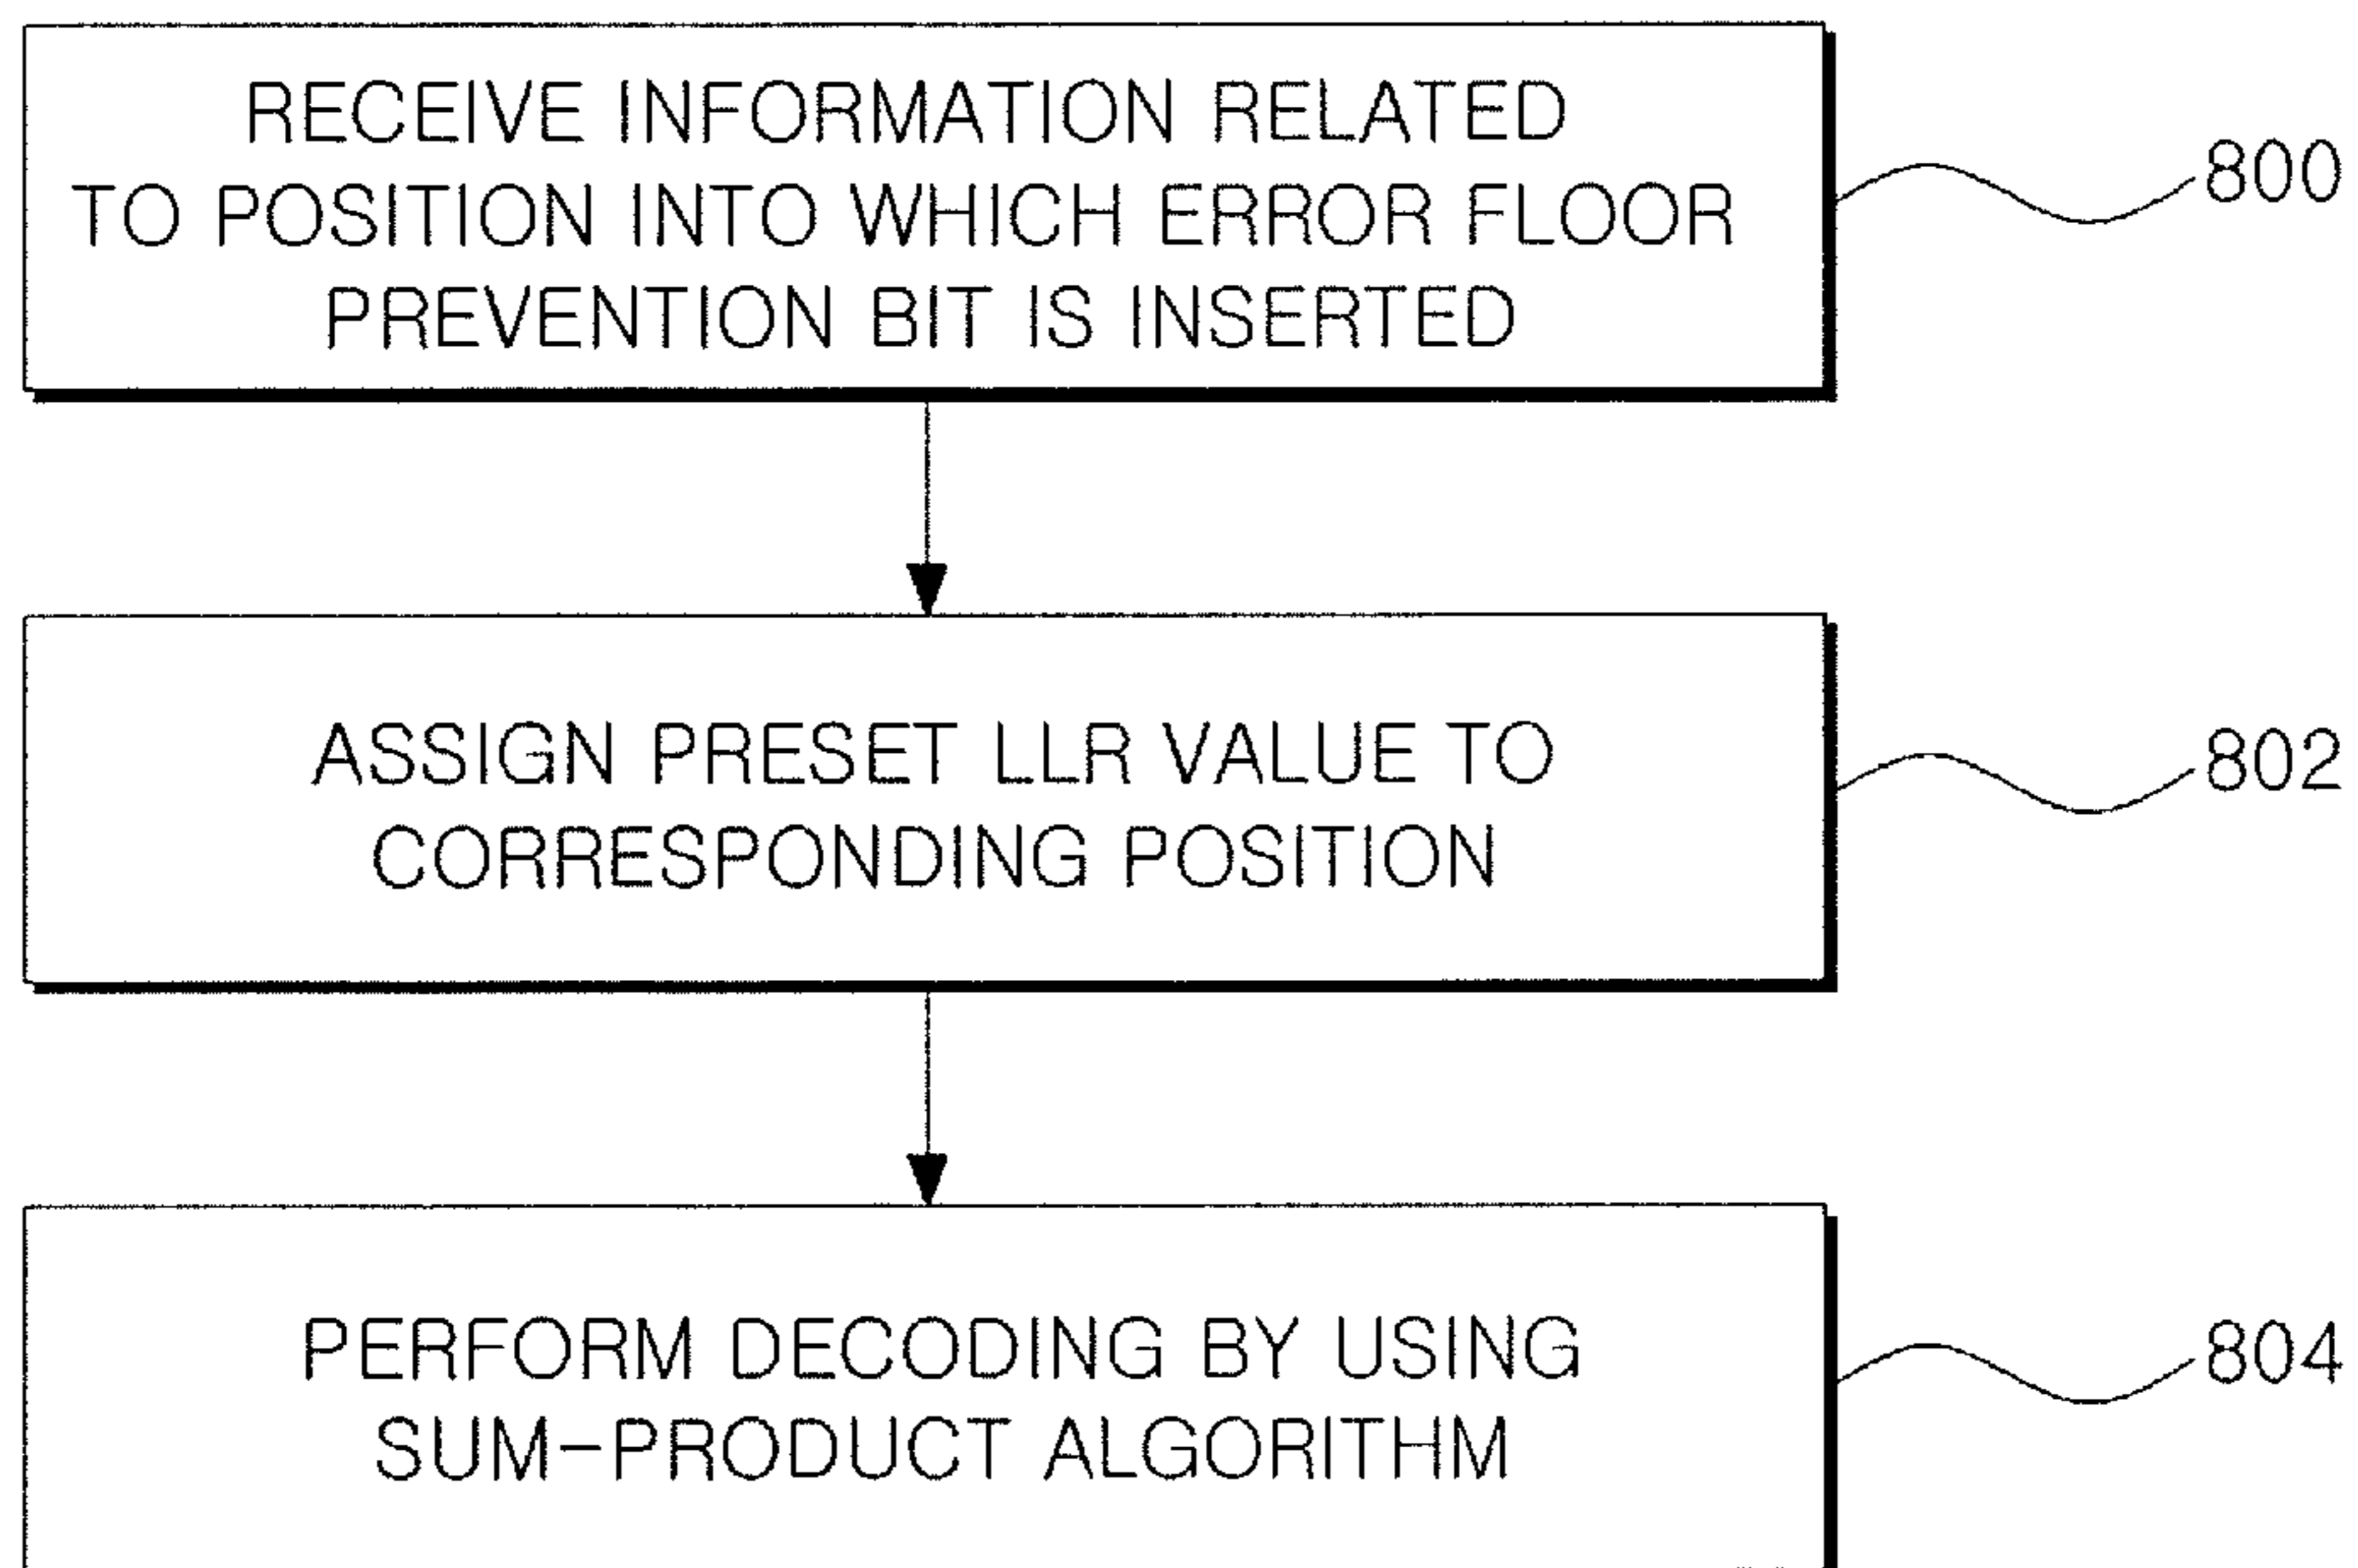 RECEIVE INFORMATION RELATED
TO POSITION INTO WHICH ERROR FLOOR
PREVENTION BIT IS INSERTED
800
ASSIGN PRESET LLR VALUE TO
CORRESPONDING POSITION
802
PERFORM DECODING BY USING
SUM-PRODUCT ALGORITHM
804